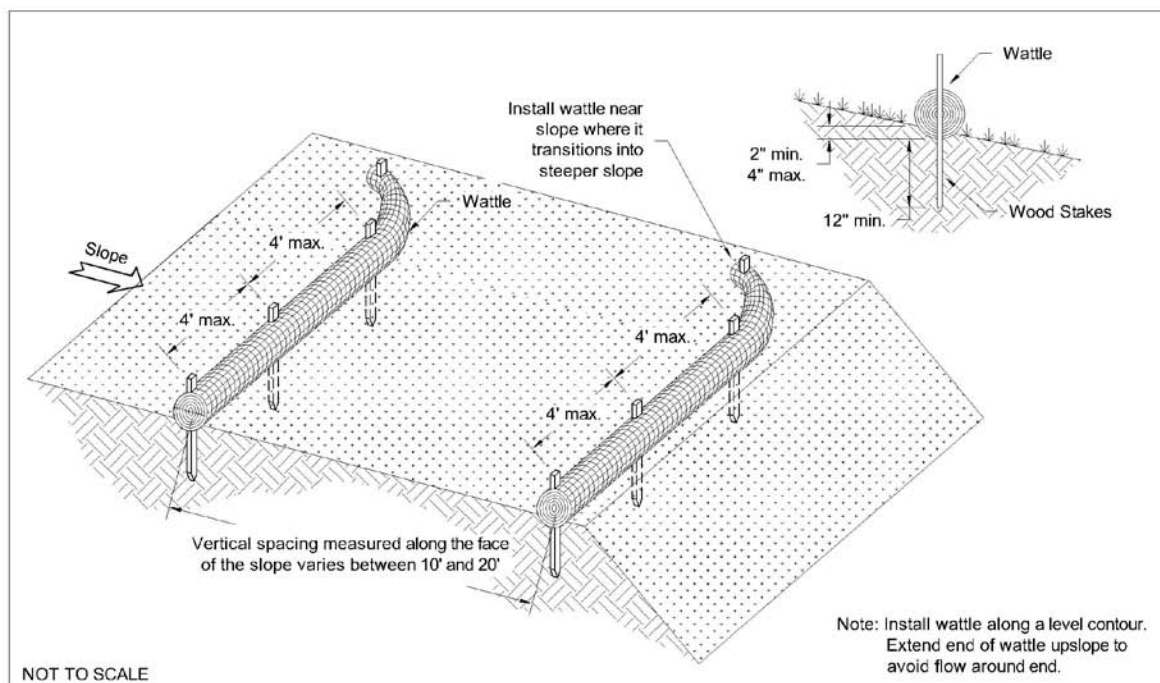 Wattle
Install wattle near
slope where it
transitions into
steeper slope
2" min.
4" max.
12" min.
Wood Stakes
Wattle
Slope
4' max.
4' max.
4' max.
4' max.
Vertical spacing measured along the face
of the slope varies between 10' and 20'
Note: Install wattle along a level contour.
Extend end of wattle upslope to
avoid flow around end.
NOT TO SCALE